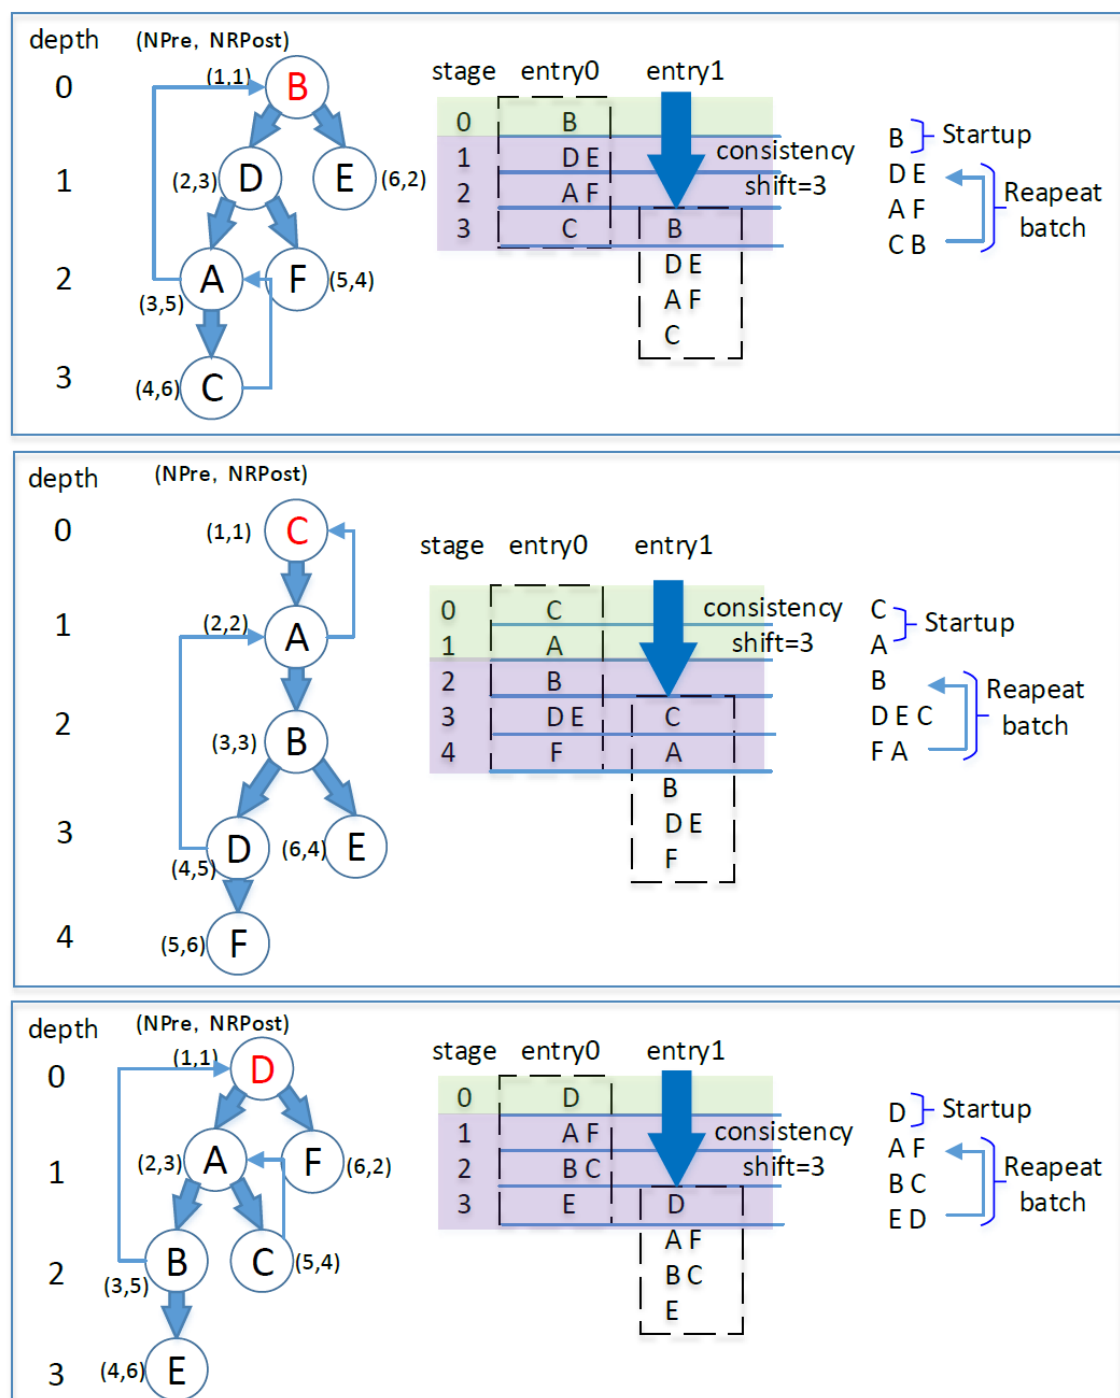 depth (NPre, NRPost)
0 (1,1) B
1 (2,3) D E (6,2)
2 A F (5,4)
(3,5)
3 (4,6) C
stage entry0 entry1
0 B
1 D E consistency
2 A F shift=3
3 C B
D E
A F
C
B Startup
D E
A F Reapeat
C B batch
depth (NPre, NRPost)
0 (1,1) C
1 (2,2) A
2 (3,3) B
3 D (6,4) E
(4,5)
4 (5,6) F
stage entry0 entry1
0 C consistency
1 A shift=3
2 B
3 D E C
4 F A
B
D E
F
C Startup
A
B Reapeat
D E C batch
F A
depth (NPre, NRPost)
0 (1,1) D
1 (2,3) A F (6,2)
2 B C (5,4)
(3,5)
3 (4,6) E
stage entry0 entry1
0 D
1 A F consistency
2 B C shift=3
3 E D
A F
B C
E
D Startup
A F
B C Reapeat
E D batch